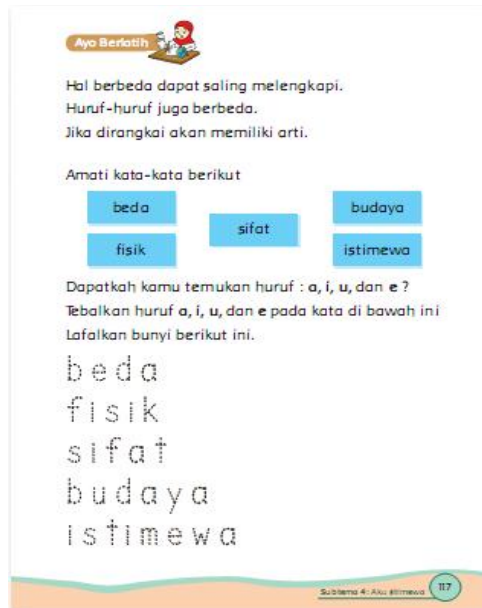 Ayo Berlatih
Hal berbeda dapat saling melengkapi.
Huruf-huruf juga berbeda.
Jika dirangkai akan memiliki arti.
Amati kata-kata berikut
beda
budaya
sifat
fisik
istimewa
Dapatkah kamu temukan huruf : a, i, u, dan e ?
Tebalkan huruf a, i, u, dan e pada kata di bawah ini
Lafalkan bunyi berikut ini.
beda
fisik
sifat
budaya
istimewa
Subtema 4: Aku Istimewa
117